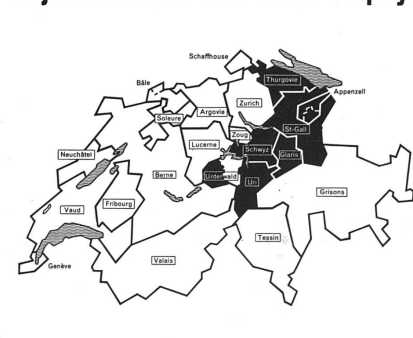 Schaffhouse
Thurgovie
Bâle
Appenzell
Zurich
Argovie
Soleure
St-Gall
Zoug
Lucerne
Schwyz
Glaris
Neuchâtel
Berne
Unterwald
Uri
Grisons
Fribourg
Vaud
Tessin
Valais
Genève